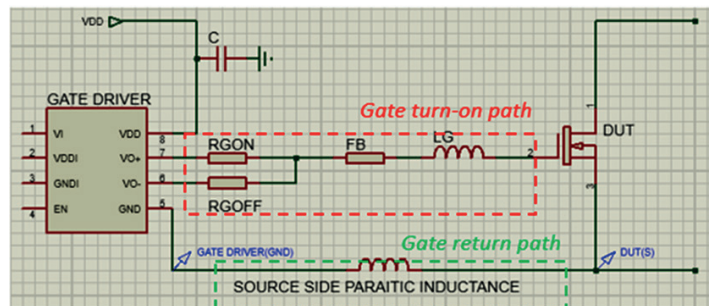 VDD
C
GATE DRIVER
Gate turn-on path
1 VI VDD 8
2 VDDI VO+ 7
3 GNDI VO- 6
4 EN GND 5
RGON
FB
LG
RGOFF
2
1
DUT
3
GATE DRIVER(GND)
Gate return path
DUT(S)
SOURCE SIDE PARAITIC INDUCTANCE